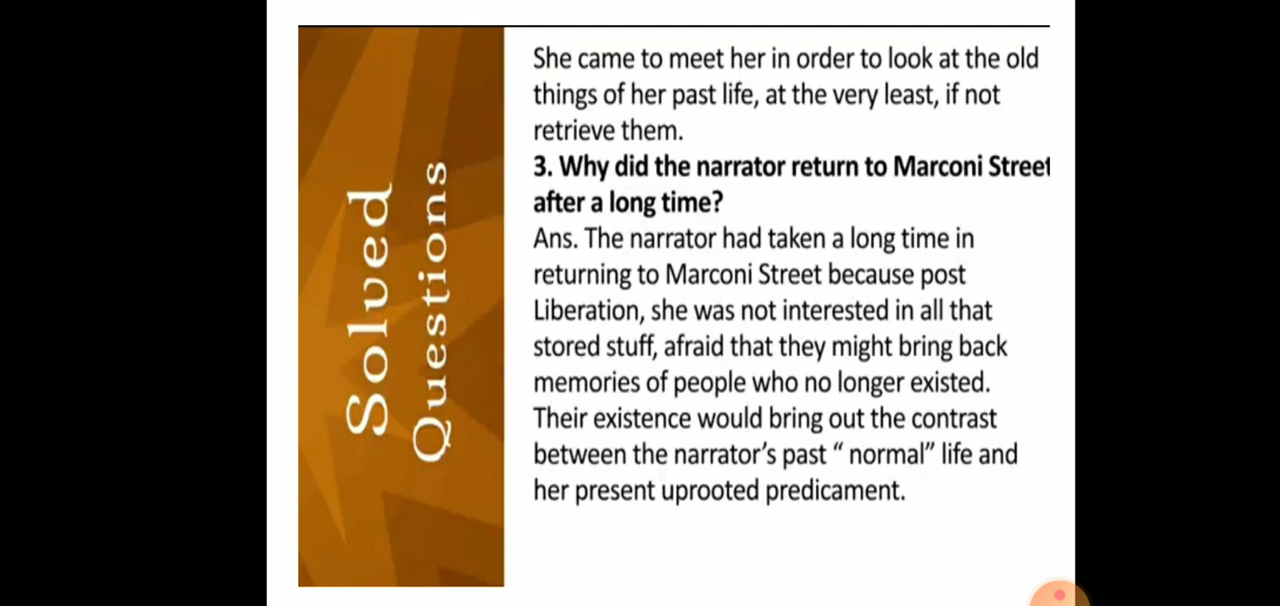 Solved
Questions
She came to meet her in order to look at the old
things of her past life, at the very least, if not
retrieve them.
3. Why did the narrator return to Marconi Street
after a long time?
Ans. The narrator had taken a long time in
returning to Marconi Street because post
Liberation, she was not interested in all that
stored stuff, afraid that they might bring back
memories of people who no longer existed.
Their existence would bring out the contrast
between the narrator's past “ normal” life and
her present uprooted predicament.